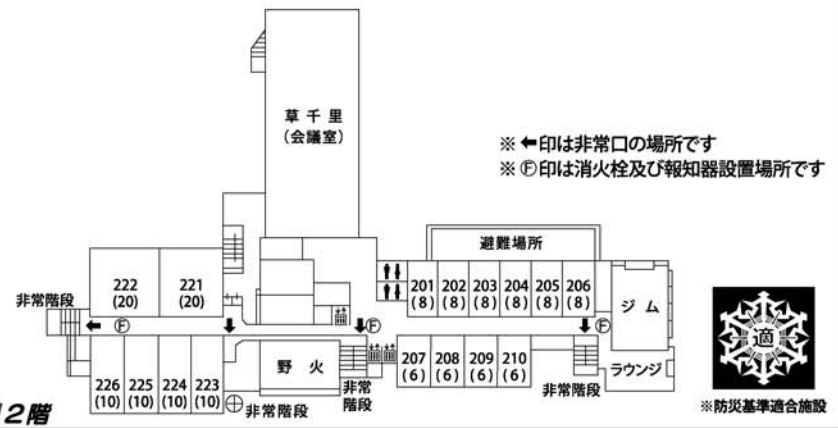 草千里
(会議室)
※ ←印は非常口の場所です
※ Ⓕ印は消火栓及び報知器設置場所です
避難場所
222
(20)
221
(20)
201
(8)
202
(8)
203
(8)
204
(8)
205
(8)
206
(8)
ジム
適
非常階段
Ⓕ
Ⓕ
Ⓕ
226
(10)
225
(10)
224
(10)
223
(10)
野火
207
(6)
208
(6)
209
(6)
210
(6)
ラウンジ
非常階段
非常
階段
非常階段
※防災基準適合施設
2階